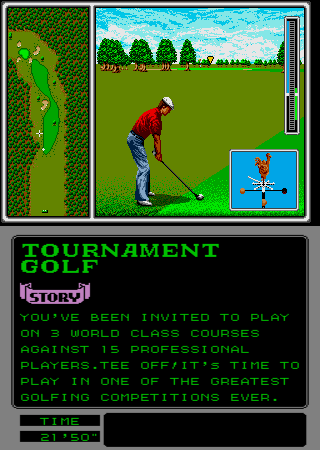 TOURNAMENT
GOLF
STORY
YOU'VE BEEN INVITED TO PLAY
ON 3 WORLD CLASS COURSES
AGAINST 15 PROFESSIONAL
PLAYERS.TEE OFF,IT'S TIME TO
PLAY IN ONE OF THE GREATEST
GOLFING COMPETITIONS EVER.
TIME
21'50"